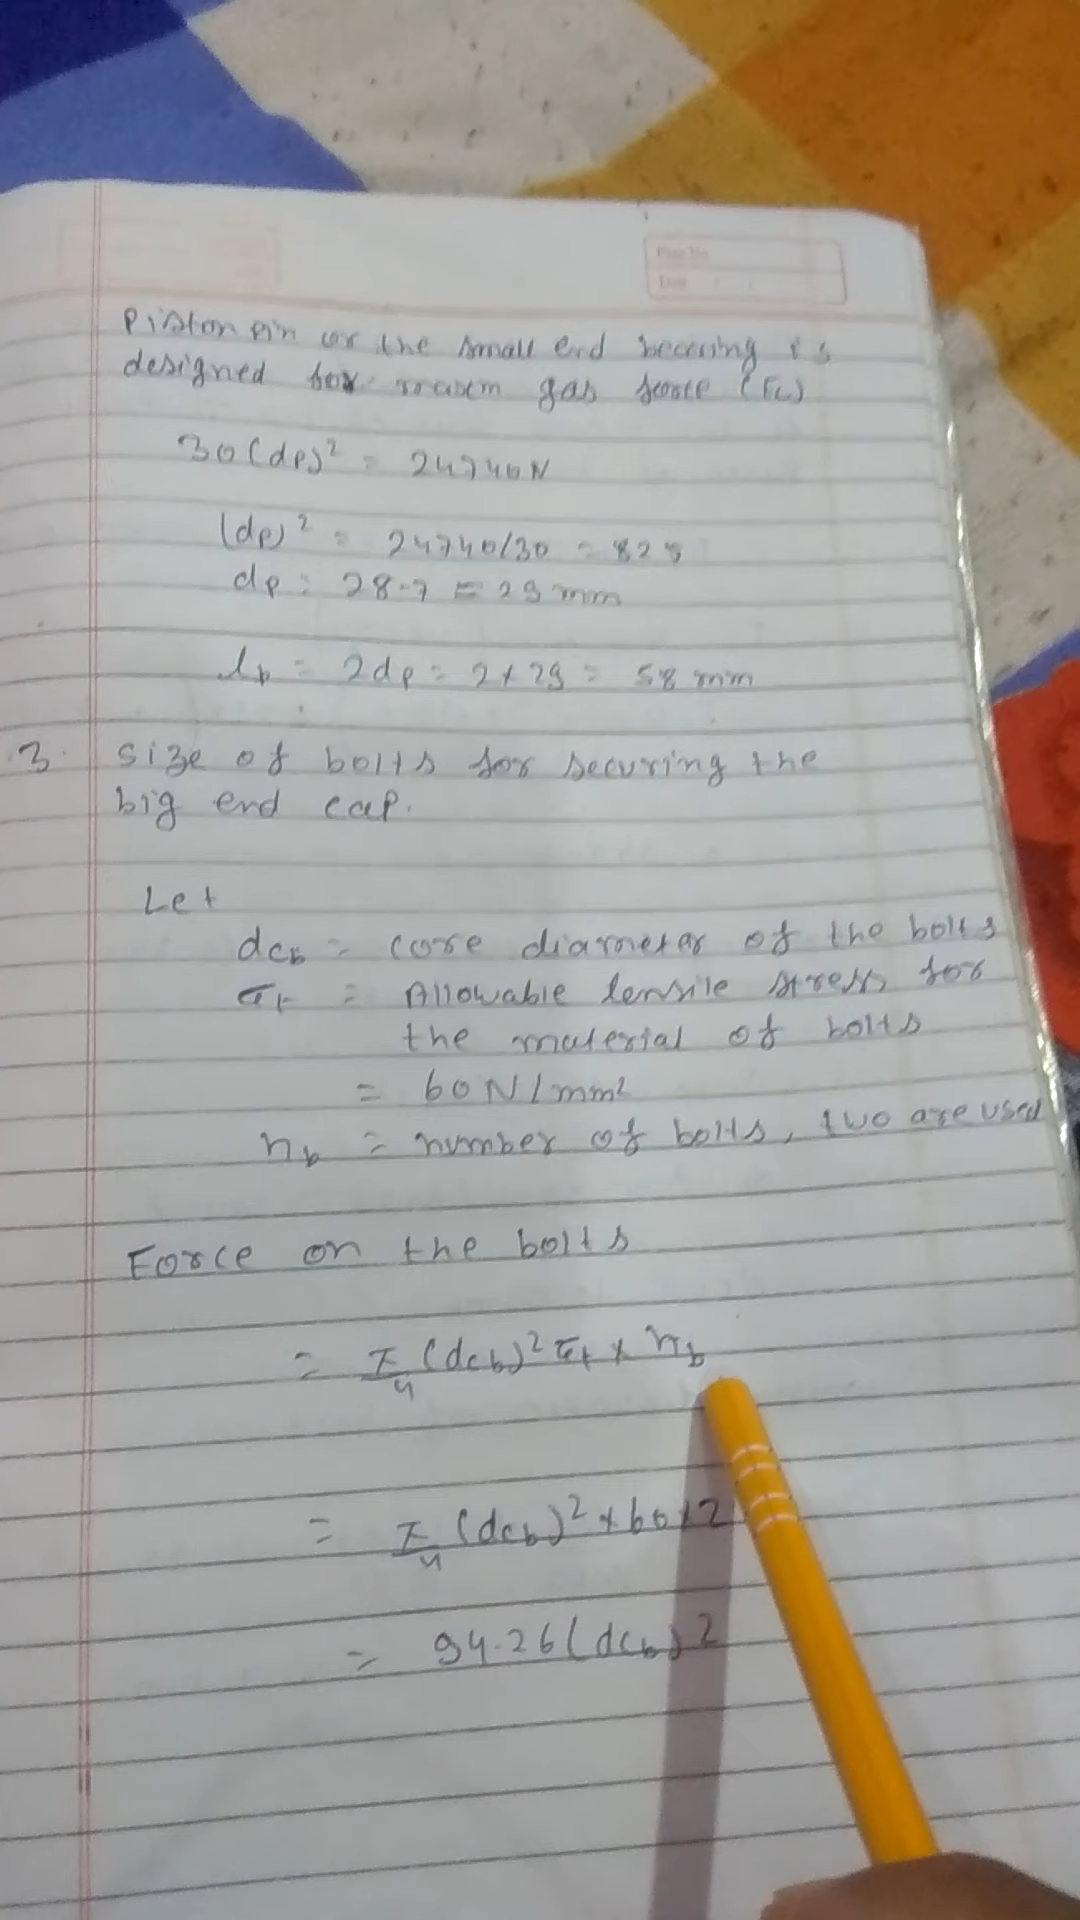 Page No.
Date
Piston pin or the small end bearing is
designed for maxm gas force (FL)
30(dp)² = 24740N
(dp)² = 24740/30 = 825
dp = 28.7 = 29 mm
lp = 2dp = 2 × 29 = 58 mm
3. Size of bolts for securing the
big end cap.
Let
dcb = core diameter of the bolts
σt = Allowable tensile stress for
the material of bolts
= 60 N/mm²
nb = number of bolts, two are used
Force on the bolts
= π/4 (dcb)² σt × nb
= π/4 (dcb)² × 60 × 2
= 94.26 (dcb)²